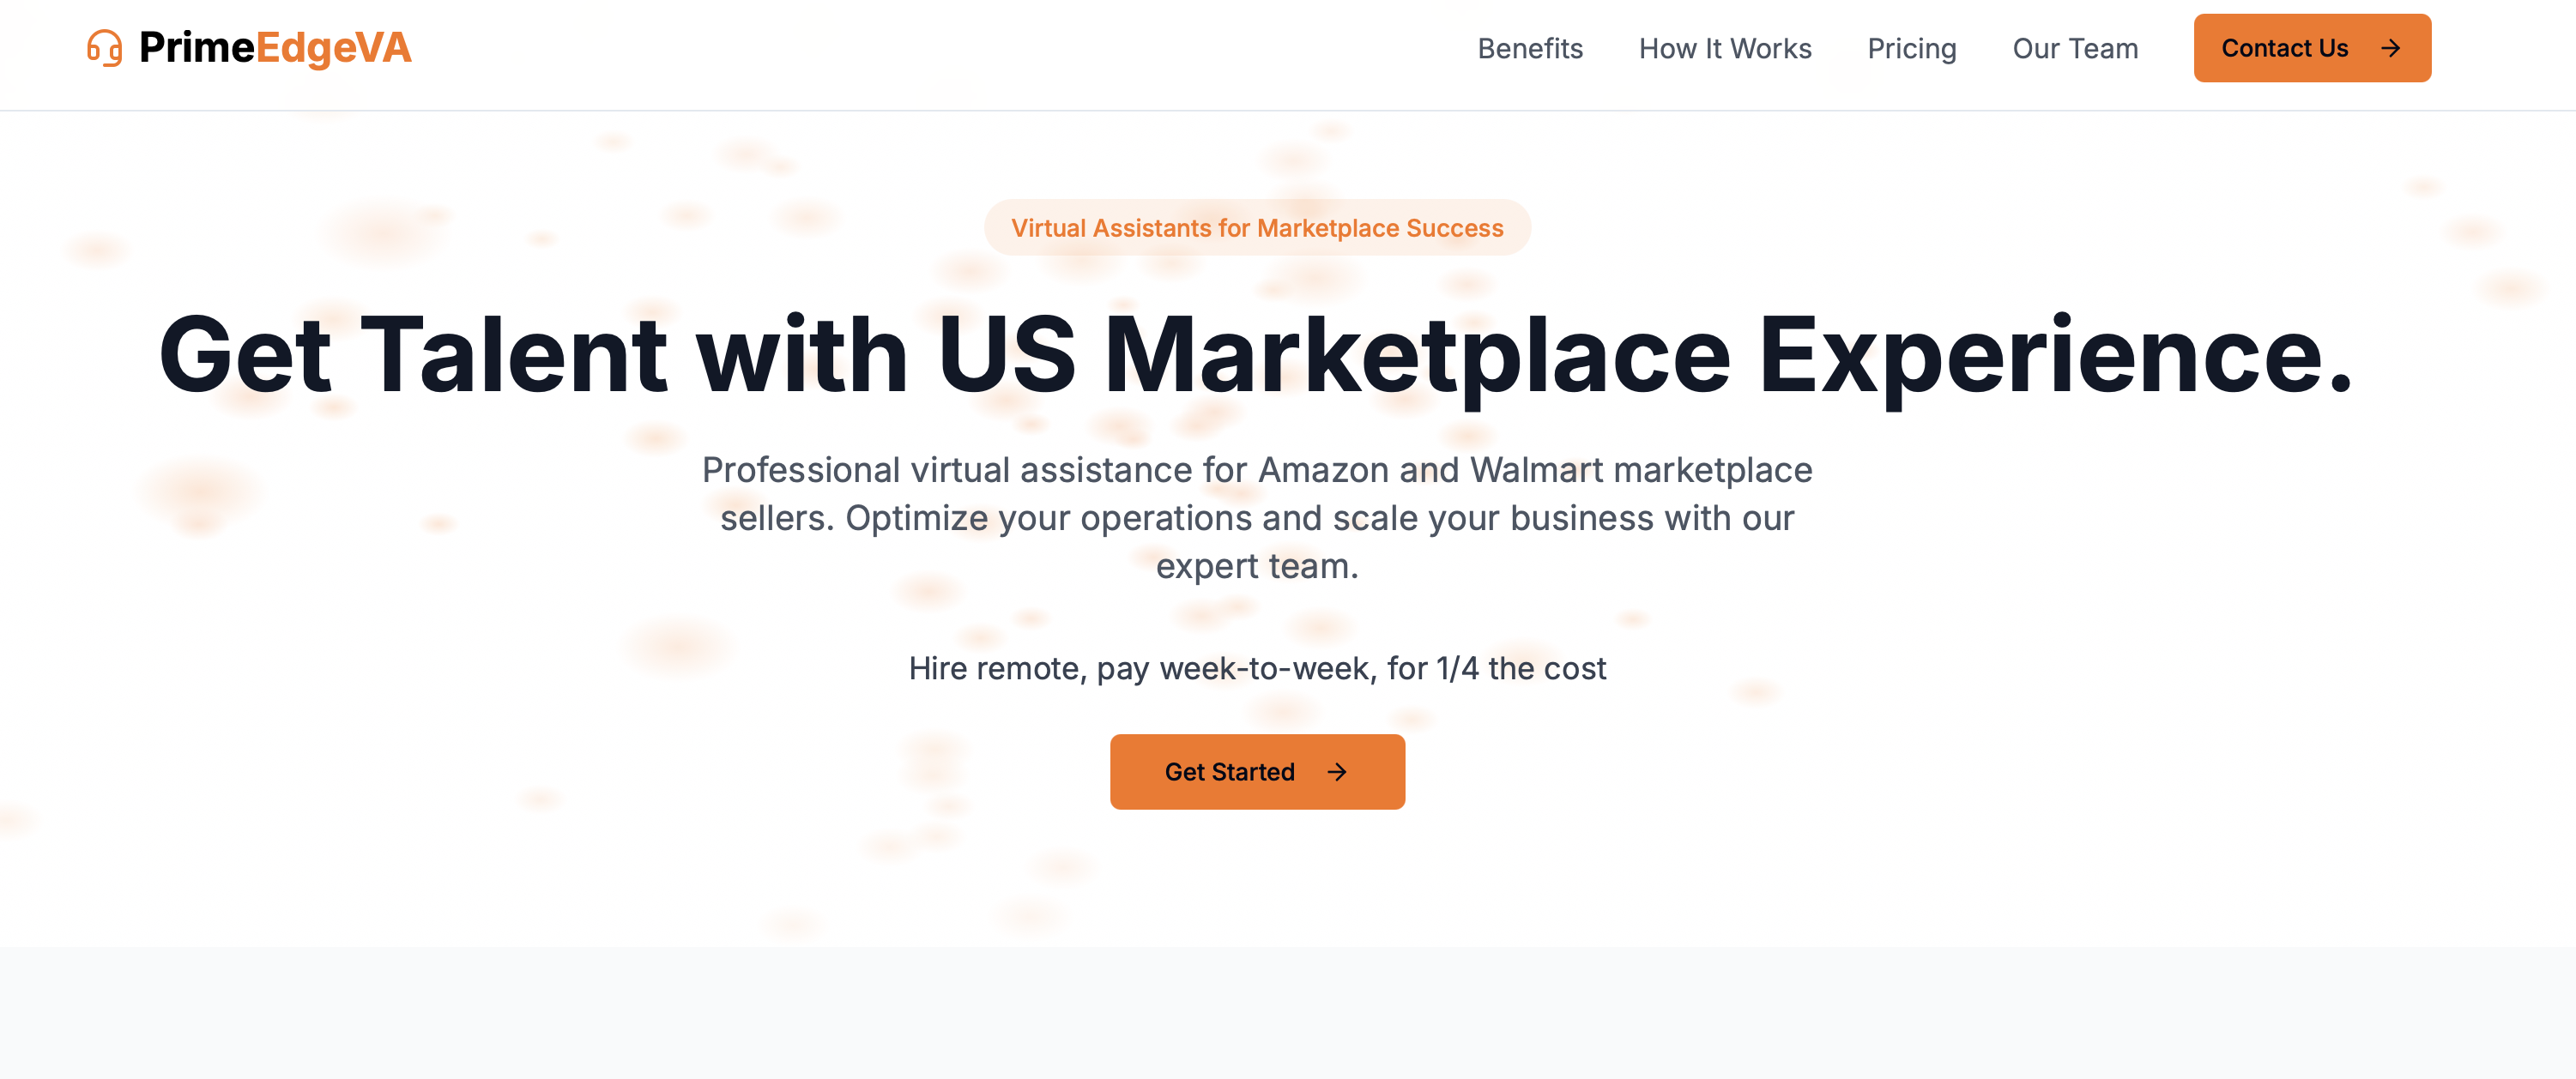 PrimeEdgeVA
Benefits
How It Works
Pricing
Our Team
Contact Us
Virtual Assistants for Marketplace Success
Get Talent with US Marketplace Experience.
Professional virtual assistance for Amazon and Walmart marketplace
sellers. Optimize your operations and scale your business with our
expert team.
Hire remote, pay week-to-week, for 1/4 the cost
Get Started